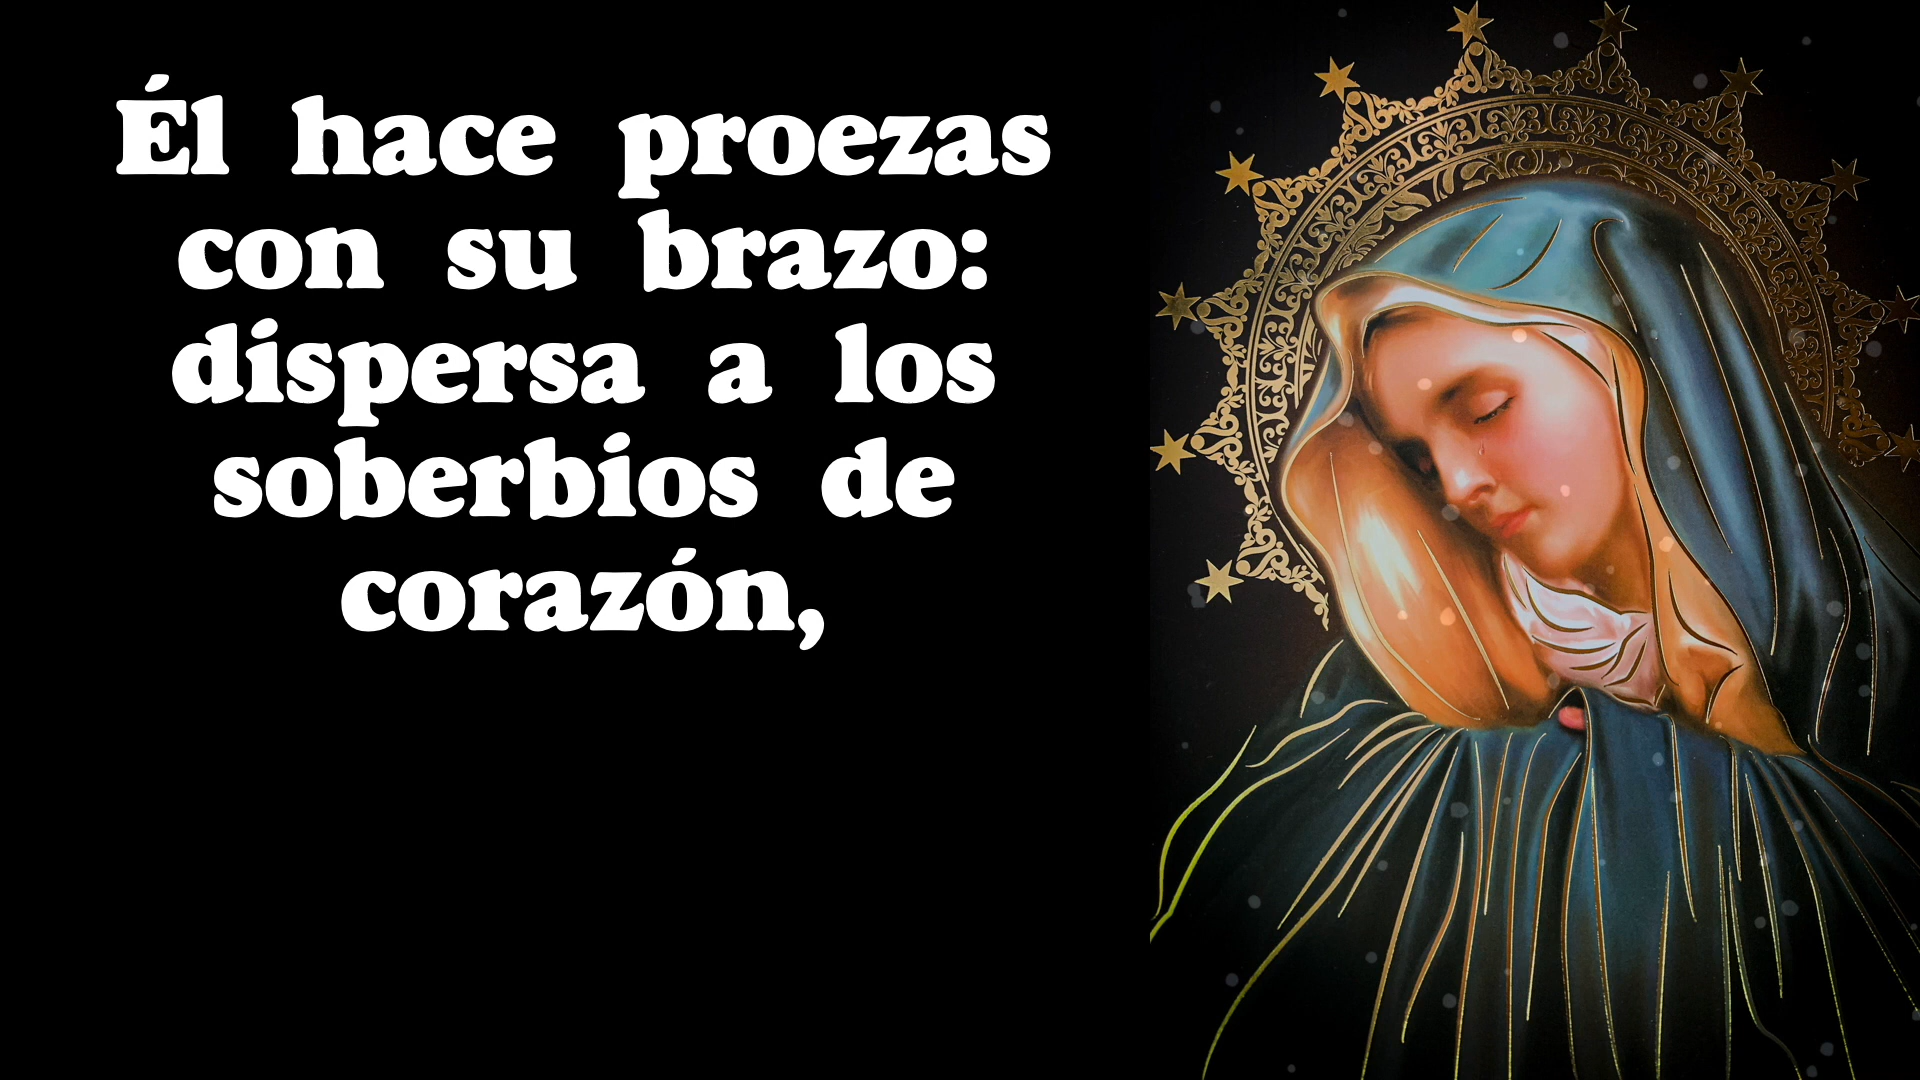 Él hace proezas
con su brazo:
dispersa a los
soberbios de
corazón,